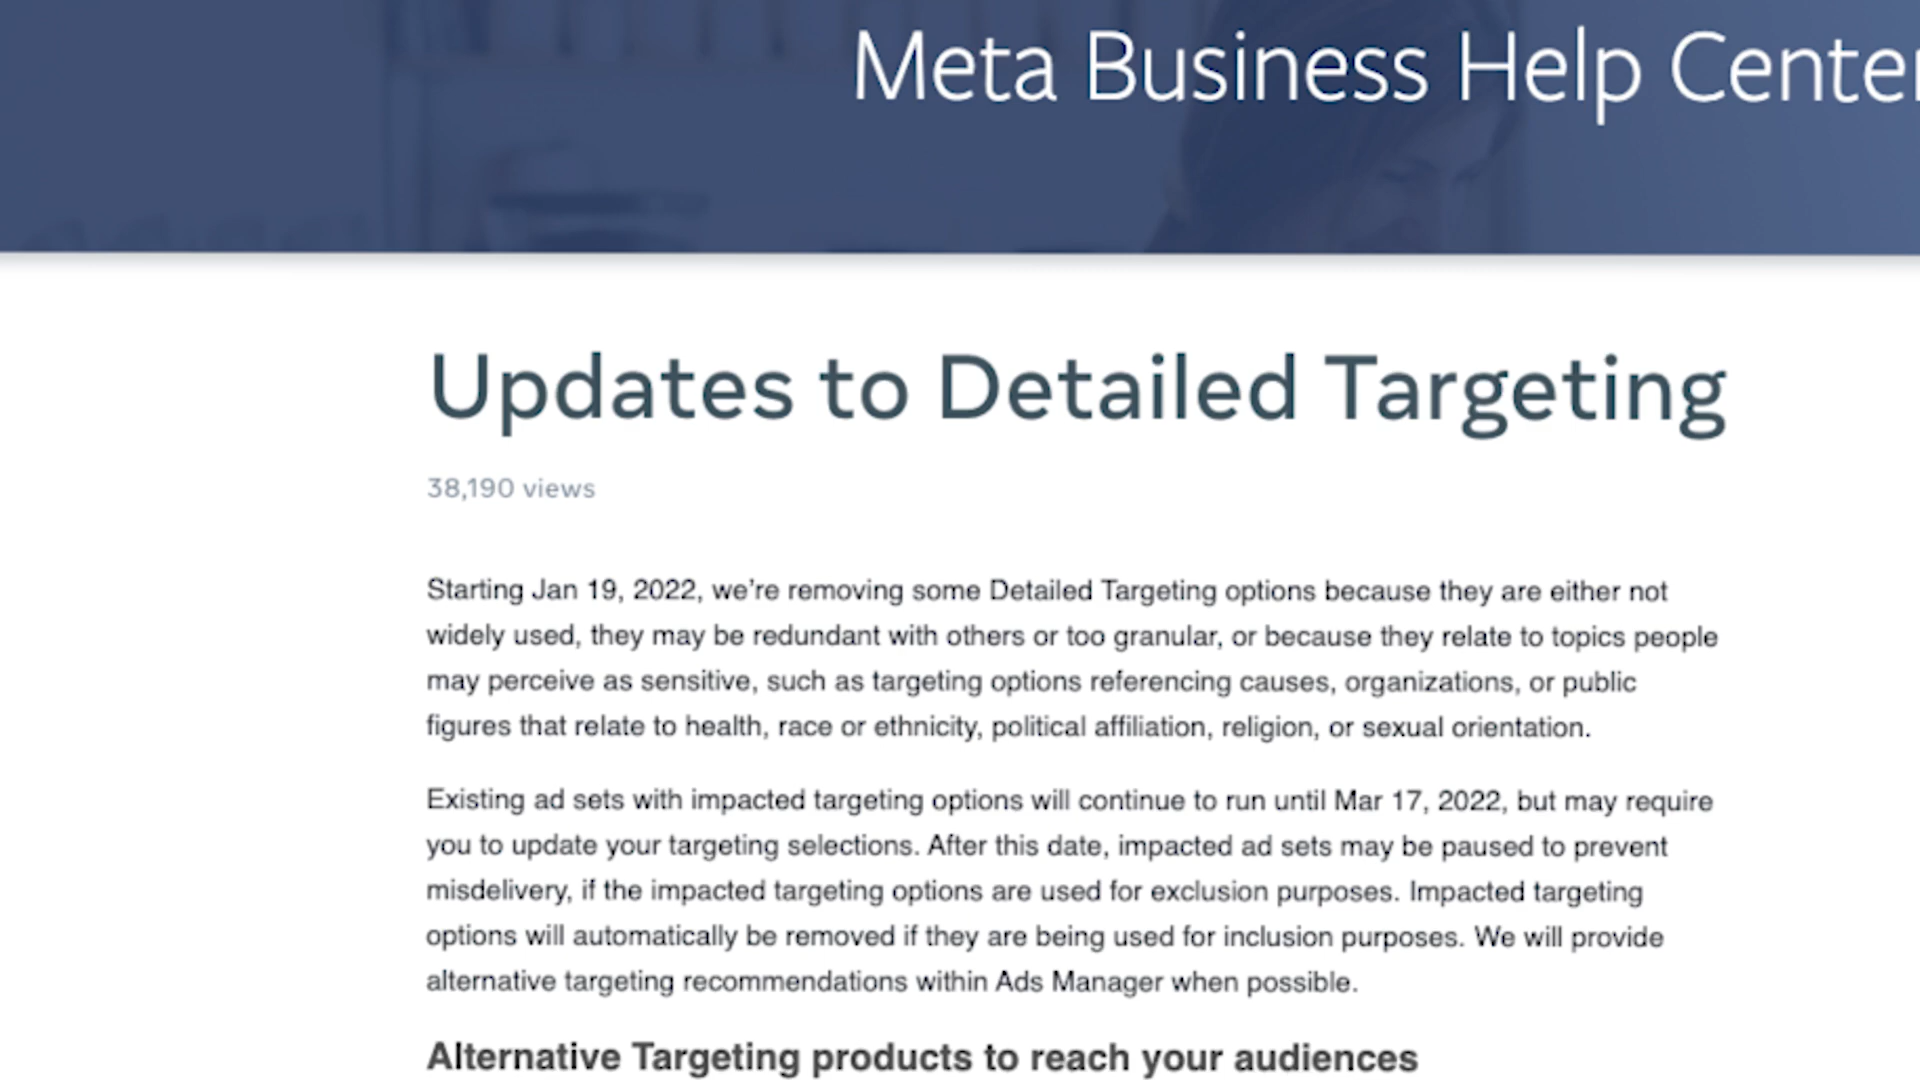 Meta Business Help Center
Updates to Detailed Targeting
38,190 views
Starting Jan 19, 2022, we’re removing some Detailed Targeting options because they are either not
widely used, they may be redundant with others or too granular, or because they relate to topics people
may perceive as sensitive, such as targeting options referencing causes, organizations, or public
figures that relate to health, race or ethnicity, political affiliation, religion, or sexual orientation.
Existing ad sets with impacted targeting options will continue to run until Mar 17, 2022, but may require
you to update your targeting selections. After this date, impacted ad sets may be paused to prevent
misdelivery, if the impacted targeting options are used for exclusion purposes. Impacted targeting
options will automatically be removed if they are being used for inclusion purposes. We will provide
alternative targeting recommendations within Ads Manager when possible.
Alternative Targeting products to reach your audiences